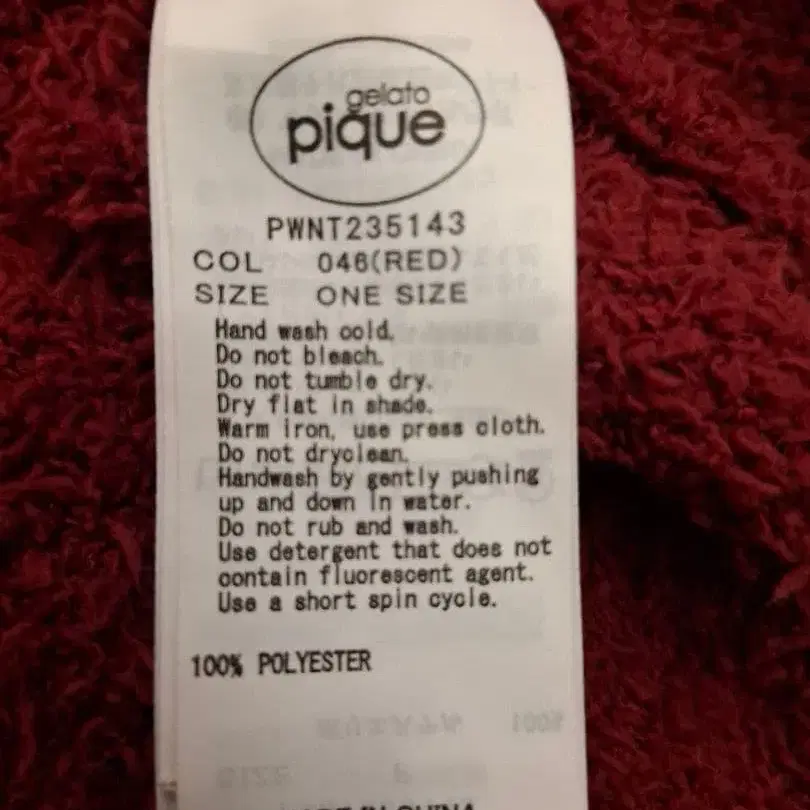 gelato
pique
PWNT235143
COL 046(RED)
SIZE ONE SIZE
Hand wash cold.
Do not bleach.
Do not tumble dry.
Dry flat in shade.
Warm iron, use press cloth.
Do not dryclean.
Handwash by gently pushing
up and down in water.
Do not rub and wash.
Use detergent that does not
contain fluorescent agent.
Use a short spin cycle.
100% POLYESTER
MADE IN CHINA